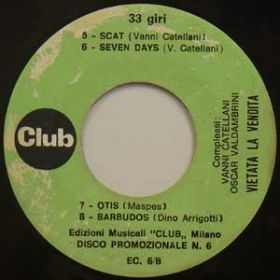 33 giri
5 - SCAT (Vanni Catellani)
6 - SEVEN DAYS (V. Catellani)
Club
Complessi:
VANNI CATELLANI
OSCAR VALDAMBRINI
VIETATA LA VENDITA
7 - OTIS (Maspes)
8 - BARBUDOS (Dino Arrigotti)
Edizioni Musicali "CLUB„ Milano
DISCO PROMOZIONALE N. 6
EC. 6/B